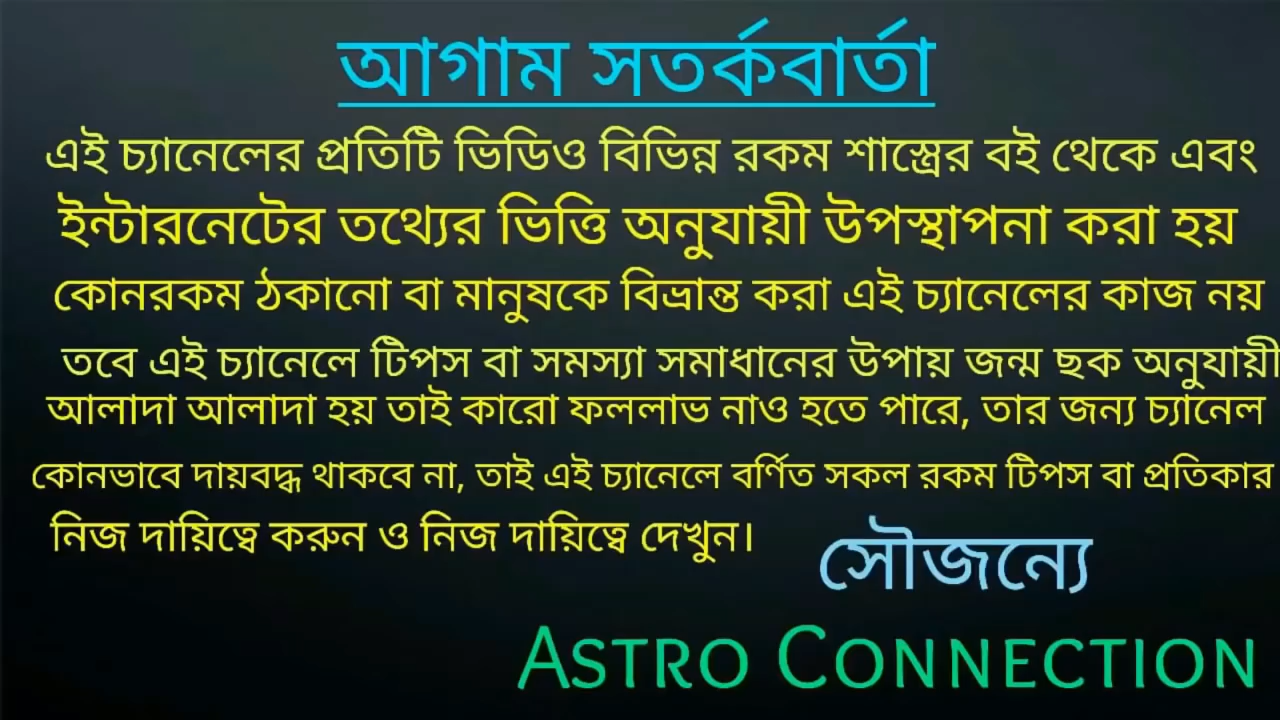 আগাম সতর্কবার্তা
এই চ্যানেলের প্রতিটি ভিডিও বিভিন্ন রকম শাস্ত্রের বই থেকে এবং
ইন্টারনেটের তথ্যের ভিত্তি অনুযায়ী উপস্থাপনা করা হয়
কোনরকম ঠকানো বা মানুষকে বিভ্রান্ত করা এই চ্যানেলের কাজ নয়
তবে এই চ্যানেলে টিপস বা সমস্যা সমাধানের উপায় জন্ম ছক অনুযায়ী
আলাদা আলাদা হয় তাই কারো ফললাভ নাও হতে পারে, তার জন্য চ্যানেল
কোনভাবে দায়বদ্ধ থাকবে না, তাই এই চ্যানেলে বর্ণিত সকল রকম টিপস বা প্রতিকার
নিজ দায়িত্বে করুন ও নিজ দায়িত্বে দেখুন।
সৌজন্যে
ASTRO CONNECTION